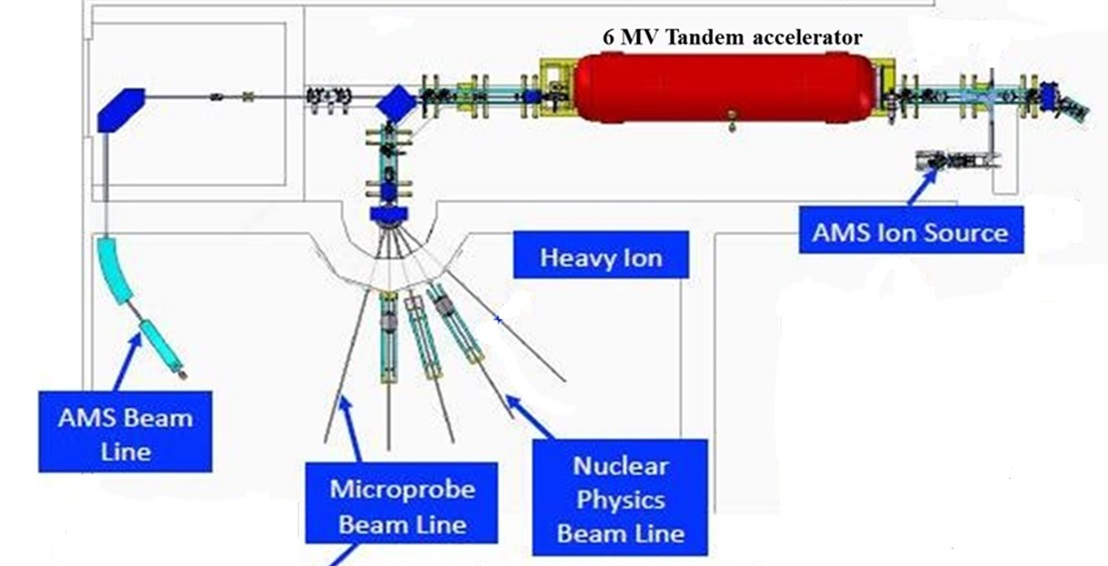 6 MV Tandem accelerator
AMS Ion Source
Heavy Ion
AMS Beam
Line
Microprobe
Beam Line
Nuclear
Physics
Beam Line